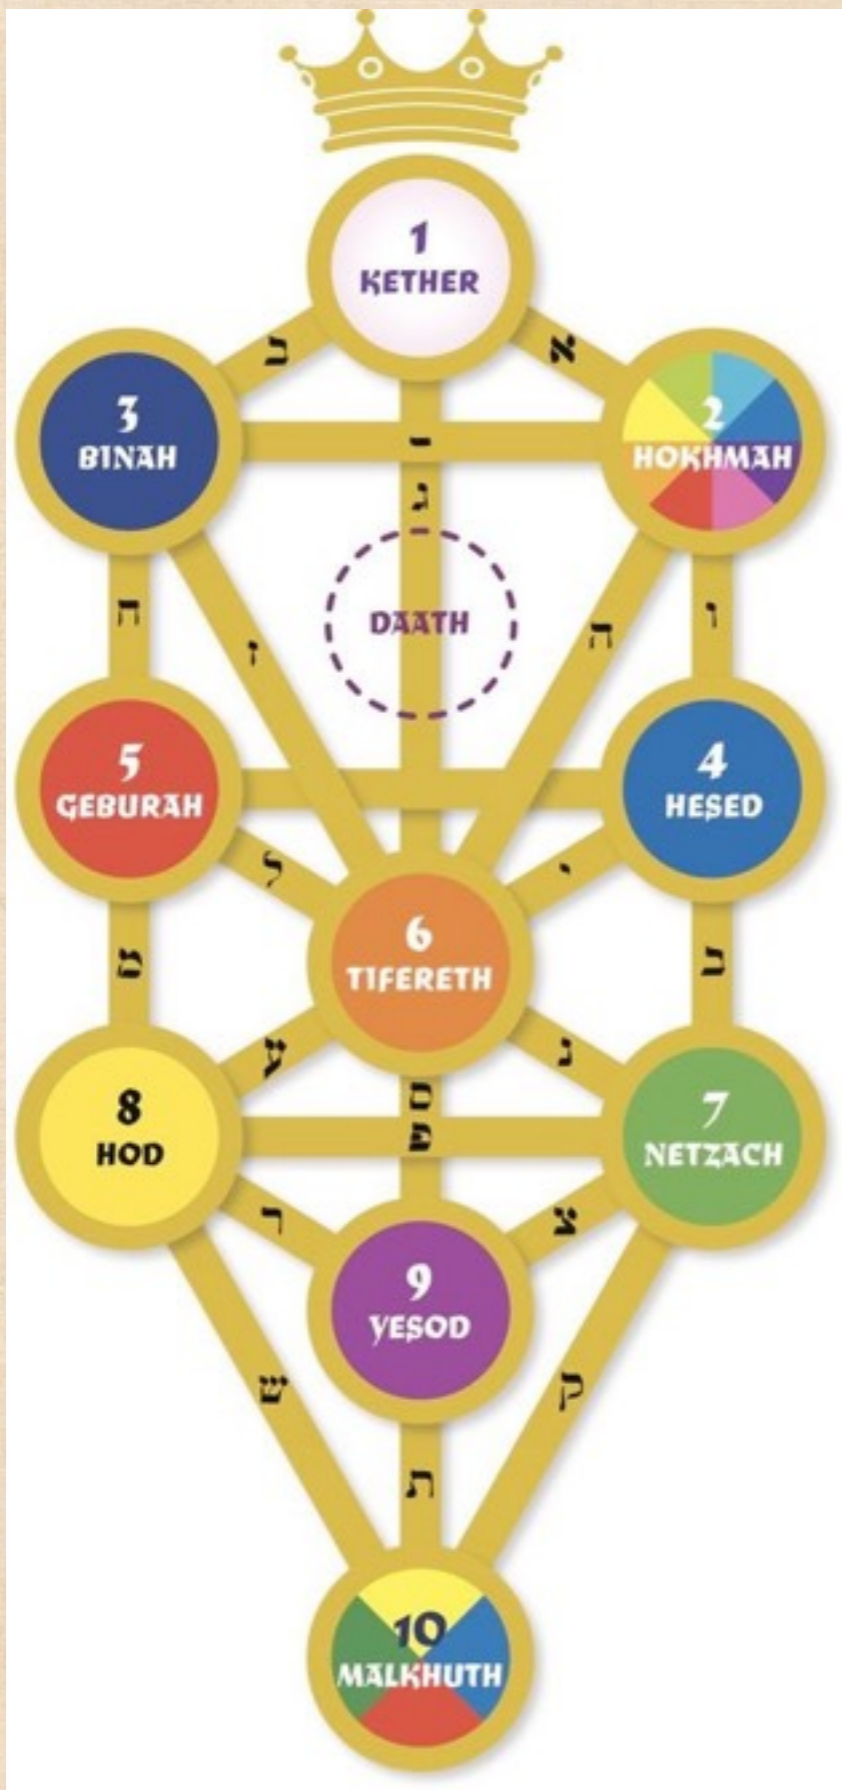 1
KETHER
ע
א
3
BINAH
2
HOKHMAH
ג
DAATH
ח
ז
ה
ו
5
GEBURAH
4
HESED
ל
י
6
TIFERETH
מ
ע
נ
8
HOD
7
NETZACH
ס
פ
ר
צ
9
YESOD
ש
ק
ת
10
MALKHUTH